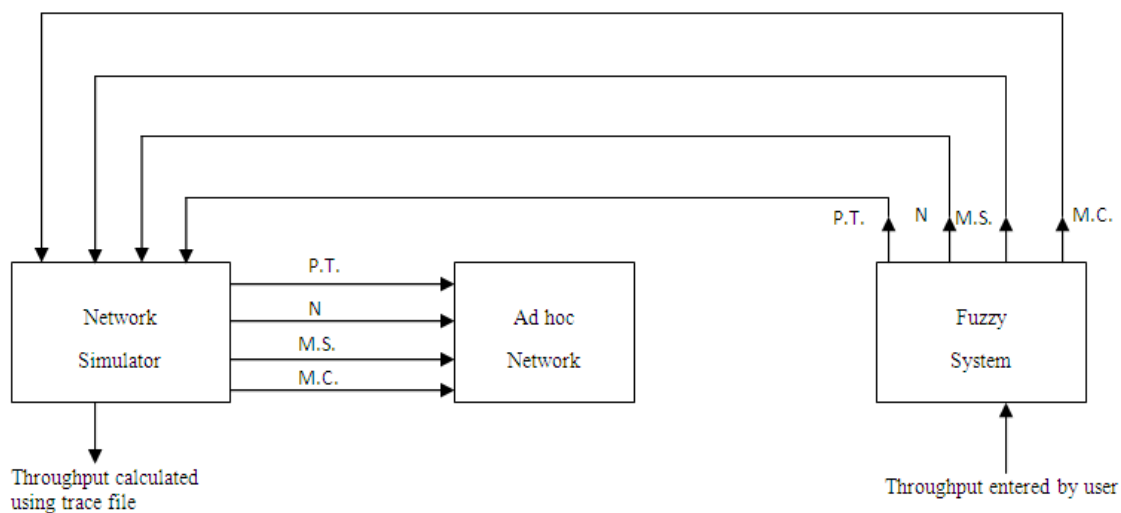 P.T.
N
M.S.
M.C.
Network
Simulator
P.T.
N
M.S.
M.C.
Ad hoc
Network
Fuzzy
System
Throughput calculated
using trace file
Throughput entered by user